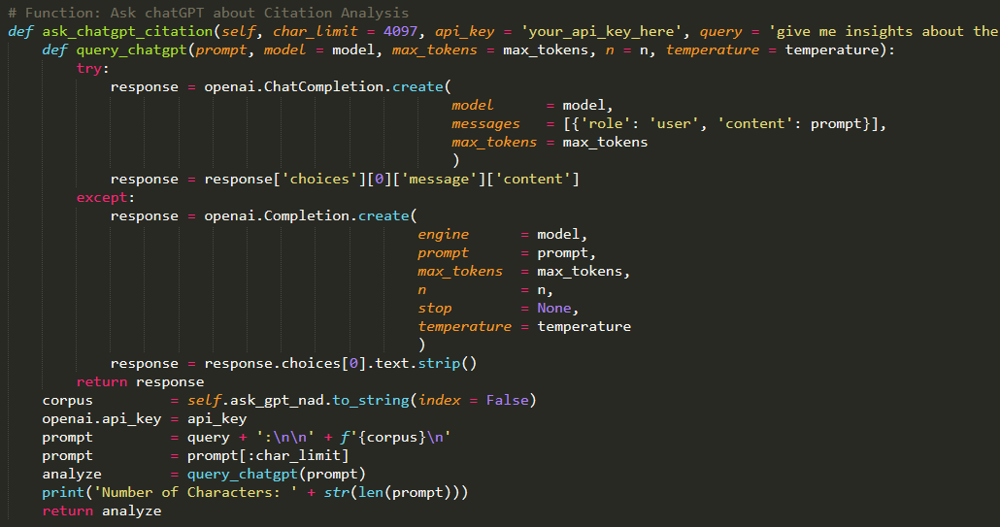 # Function: Ask chatGPT about Citation Analysis
def ask_chatgpt_citation(self, char_limit = 4097, api_key = 'your_api_key_here', query = 'give me insights about the
    def query_chatgpt(prompt, model = model, max_tokens = max_tokens, n = n, temperature = temperature):
        try:
            response = openai.ChatCompletion.create(
                                                    model      = model,
                                                    messages   = [{'role': 'user', 'content': prompt}],
                                                    max_tokens = max_tokens
                                                    )
            response = response['choices'][0]['message']['content']
        except:
            response = openai.Completion.create(
                                                engine      = model,
                                                prompt      = prompt,
                                                max_tokens  = max_tokens,
                                                n           = n,
                                                stop        = None,
                                                temperature = temperature
                                                )
            response = response.choices[0].text.strip()
        return response
    corpus         = self.ask_gpt_nad.to_string(index = False)
    openai.api_key = api_key
    prompt         = query + ':\n\n' + f'{corpus}\n'
    prompt         = prompt[:char_limit]
    analyze        = query_chatgpt(prompt)
    print('Number of Characters: ' + str(len(prompt)))
    return analyze